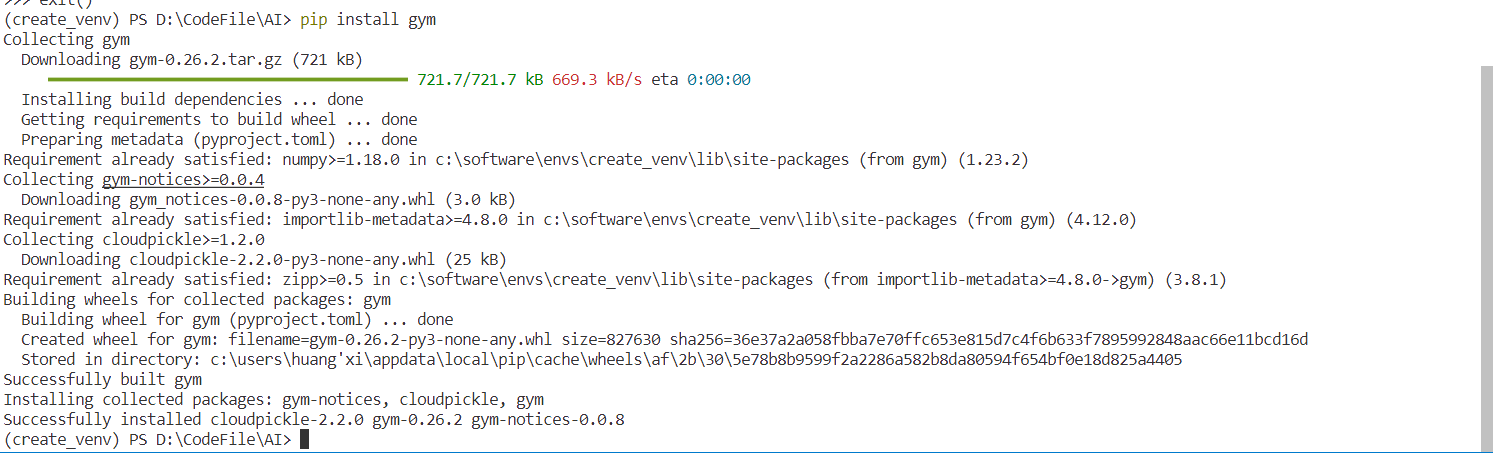 >>> exit()
(create_venv) PS D:\CodeFile\AI> pip install gym
Collecting gym
  Downloading gym-0.26.2.tar.gz (721 kB)
     721.7/721.7 kB 669.3 kB/s eta 0:00:00
  Installing build dependencies ... done
  Getting requirements to build wheel ... done
  Preparing metadata (pyproject.toml) ... done
Requirement already satisfied: numpy>=1.18.0 in c:\software\envs\create_venv\lib\site-packages (from gym) (1.23.2)
Collecting gym-notices>=0.0.4
  Downloading gym_notices-0.0.8-py3-none-any.whl (3.0 kB)
Requirement already satisfied: importlib-metadata>=4.8.0 in c:\software\envs\create_venv\lib\site-packages (from gym) (4.12.0)
Collecting cloudpickle>=1.2.0
  Downloading cloudpickle-2.2.0-py3-none-any.whl (25 kB)
Requirement already satisfied: zipp>=0.5 in c:\software\envs\create_venv\lib\site-packages (from importlib-metadata>=4.8.0->gym) (3.8.1)
Building wheels for collected packages: gym
  Building wheel for gym (pyproject.toml) ... done
  Created wheel for gym: filename=gym-0.26.2-py3-none-any.whl size=827630 sha256=36e37a2a058fbba7e70ffc653e815d7c4f6b633f7895992848aac66e11bcd16d
  Stored in directory: c:\users\huang'xi\appdata\local\pip\cache\wheels\af\2b\30\5e78b8b9599f2a2286a582b8da80594f654bf0e18d825a4405
Successfully built gym
Installing collected packages: gym-notices, cloudpickle, gym
Successfully installed cloudpickle-2.2.0 gym-0.26.2 gym-notices-0.0.8
(create_venv) PS D:\CodeFile\AI>